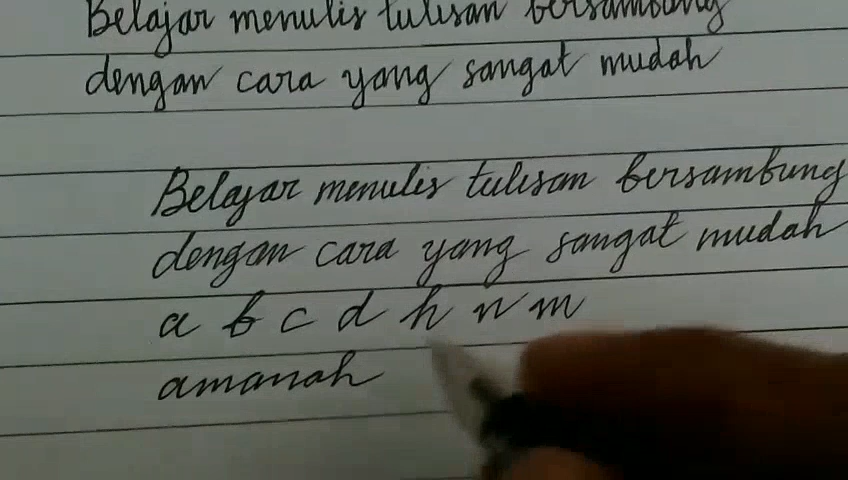 Belajar menulis tulisan bersambung
dengan cara yang sangat mudah
Belajar menulis tulisan bersambung
dengan cara yang sangat mudah
a b c d h n m
amanah